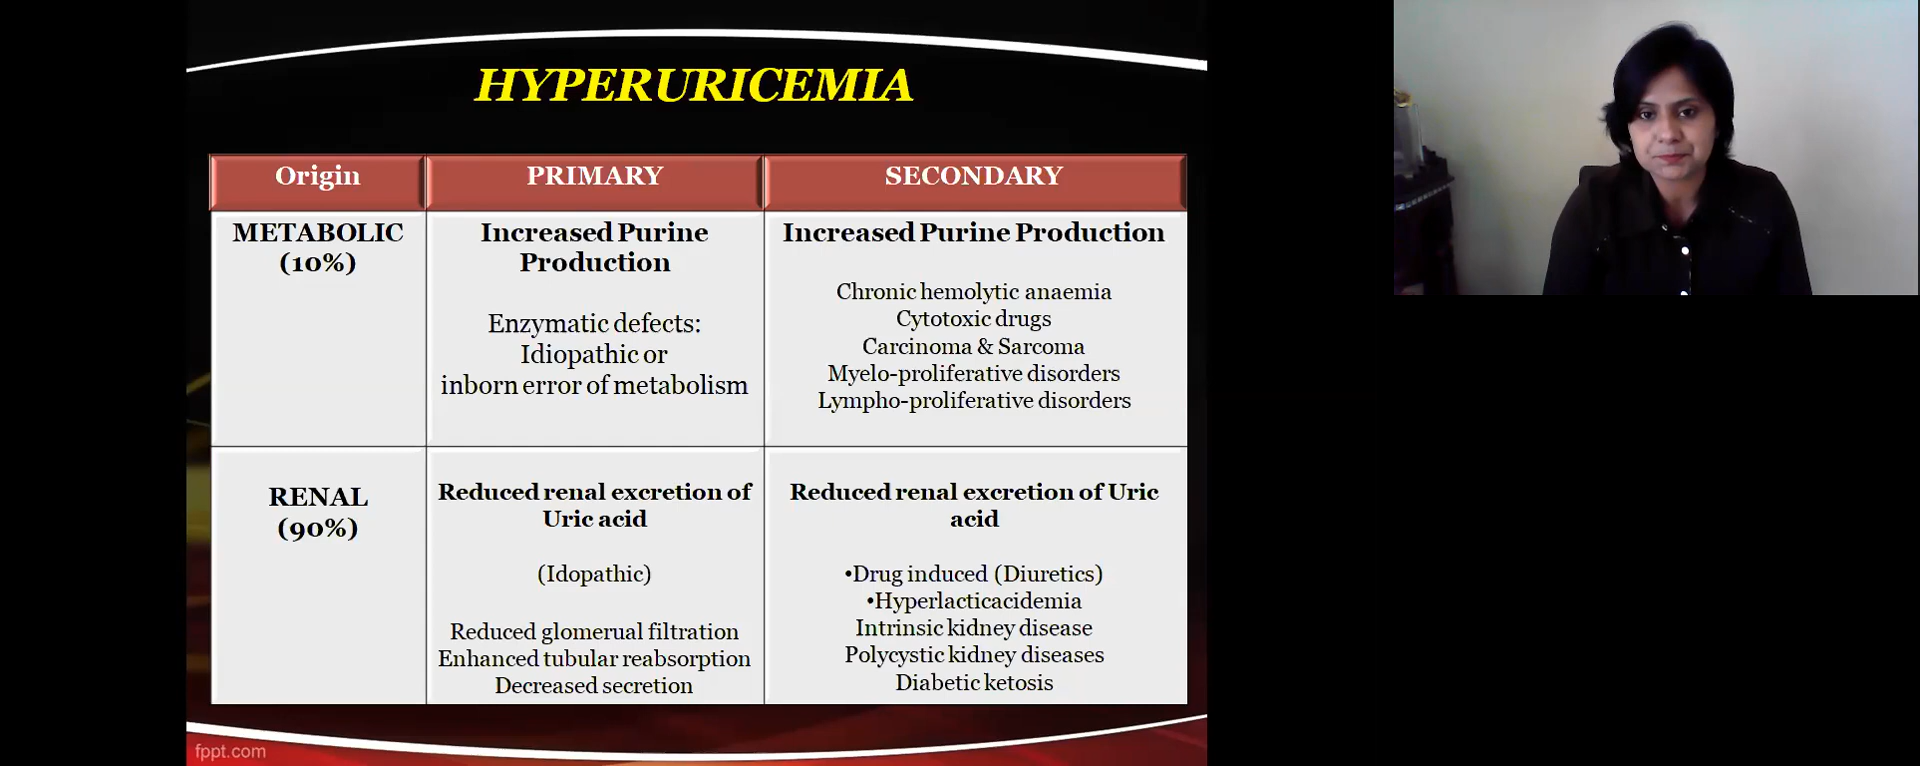 HYPERURICEMIA
Origin
PRIMARY
SECONDARY
METABOLIC
(10%)
Increased Purine
Production
Enzymatic defects:
Idiopathic or
inborn error of metabolism
Increased Purine Production
Chronic hemolytic anaemia
Cytotoxic drugs
Carcinoma & Sarcoma
Myelo-proliferative disorders
Lympho-proliferative disorders
RENAL
(90%)
Reduced renal excretion of
Uric acid
(Idopathic)
Reduced glomerual filtration
Enhanced tubular reabsorption
Decreased secretion
Reduced renal excretion of Uric
acid
•Drug induced (Diuretics)
•Hyperlacticacidemia
Intrinsic kidney disease
Polycystic kidney diseases
Diabetic ketosis
fppt.com